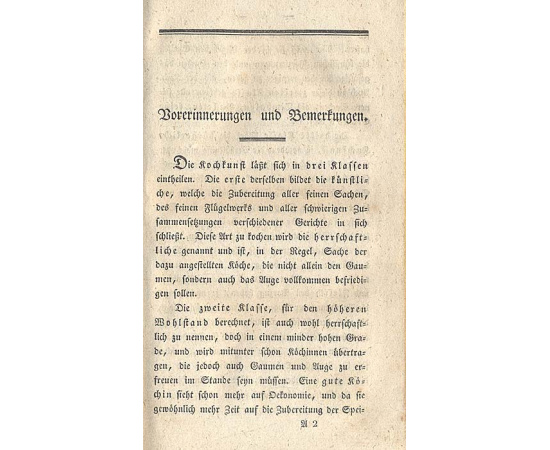 Vorerinnerungen und Bemerkungen.
Die Kochkunst läßt sich in drei Klassen
eintheilen. Die erste derselben bildet die künstli=
che, welche die Zubereitung aller feinen Sachen,
des feinen Flügelwerks und aller schwierigen Zu=
sammensetzungen verschiedener Gerichte in sich
schließt. Diese Art zu kochen wird die herrschaft=
liche genannt und ist, in der Regel, Sache der
dazu angestellten Köche, die nicht allein den Gau=
men, sondern auch das Auge vollkommen befriedi=
gen sollen.
Die zweite Klasse, für den höheren
Wohlstand berechnet, ist auch wohl herrschaft=
lich zu nennen, doch in einem minder hohen Gra=
de, und wird mitunter schon Köchinnen übertra=
gen, die jedoch auch Gaumen und Auge zu er=
freuen im Stande seyn müssen. Eine gute Kö=
chin sieht schon mehr auf Oekonomie, und da sie
gewöhnlich mehr Zeit auf die Zubereitung der Spei=
A 2